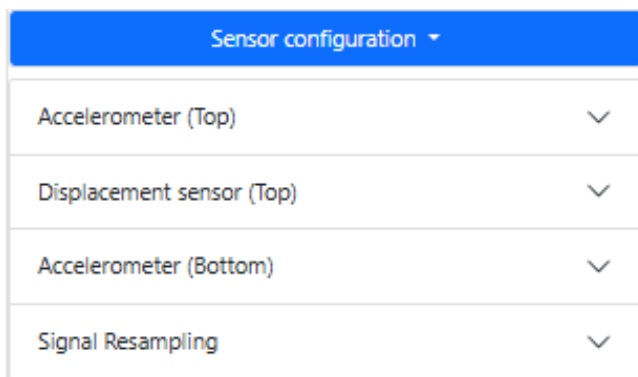 Sensor configuration
Accelerometer (Top)
Displacement sensor (Top)
Accelerometer (Bottom)
Signal Resampling